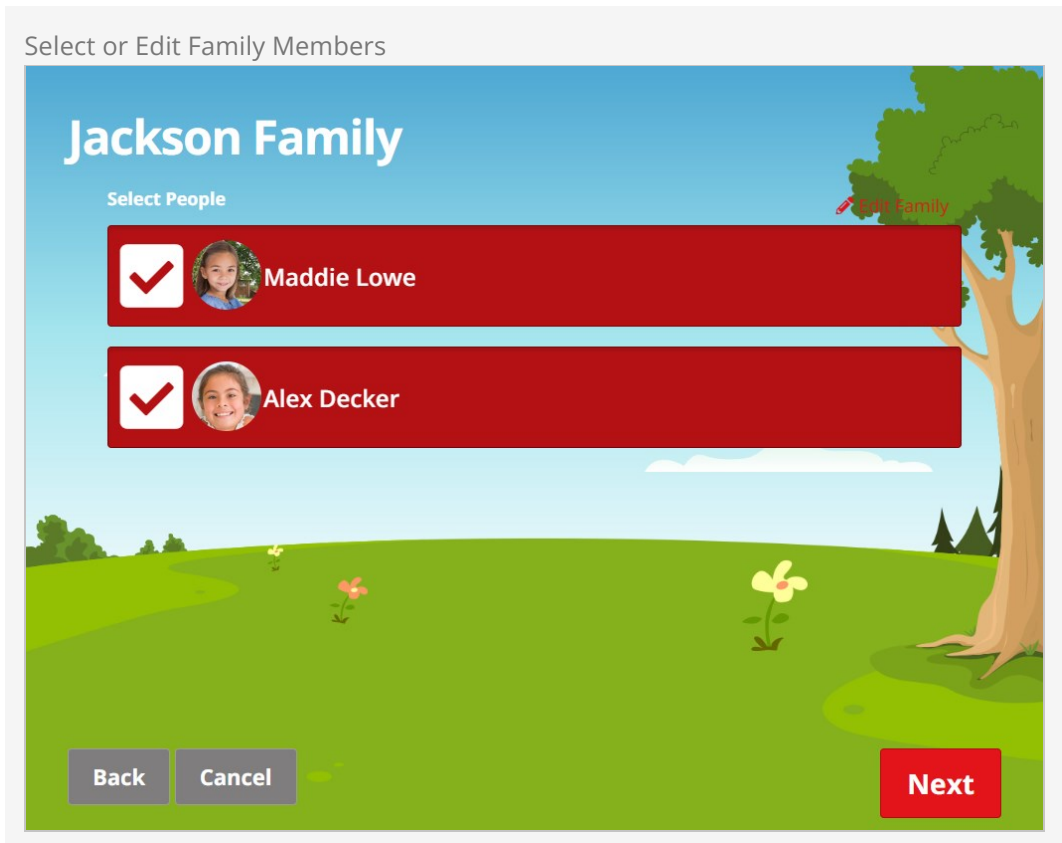 Select or Edit Family Members
Jackson Family
Select People
Edit Family
Maddie Lowe
Alex Decker
Back
Cancel
Next